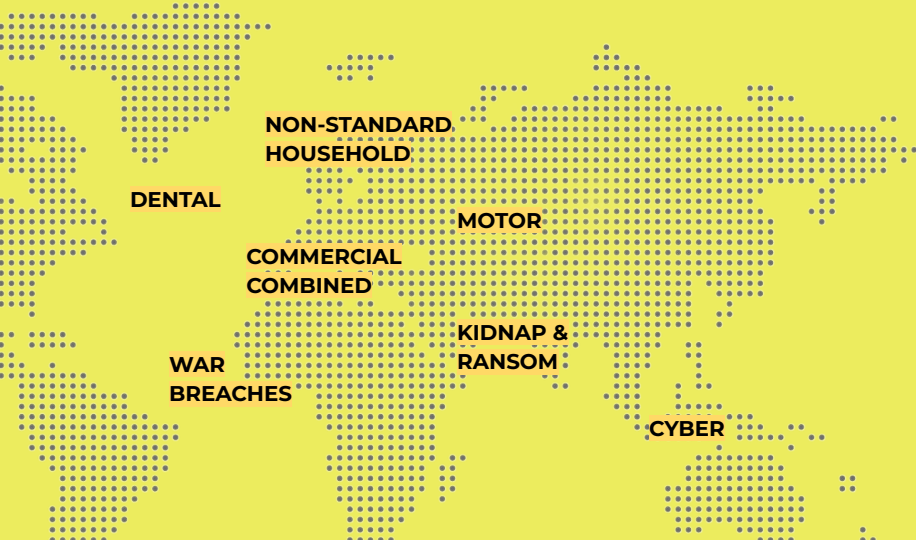 NON-STANDARD
HOUSEHOLD
DENTAL
MOTOR
COMMERCIAL
COMBINED
KIDNAP &
RANSOM
WAR
BREACHES
CYBER